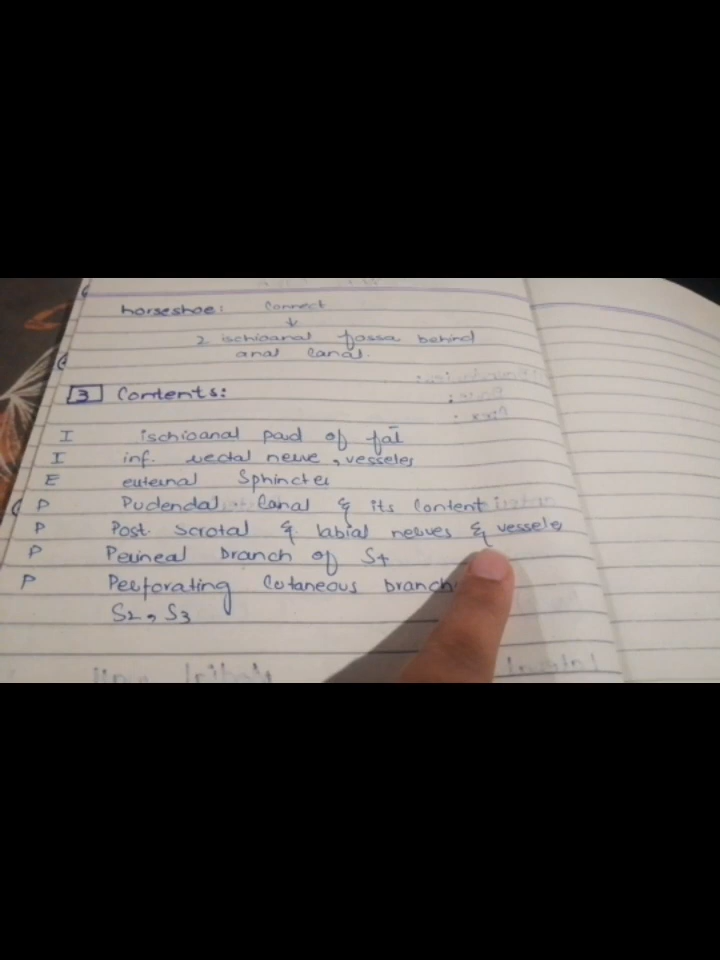 horseshoe: Connect
↓
2 ischioanal fossa behind
anal Canal.
3 Contents:
I ischioanal pad of fat
I inf. rectal nerve, vesseles
E external Sphincter
P Pudendal Canal & its Content
P Post. Scrotal & labial nerves & vessels
P Perineal branch of S4
P Perforating Cutaneous branch
S2, S3